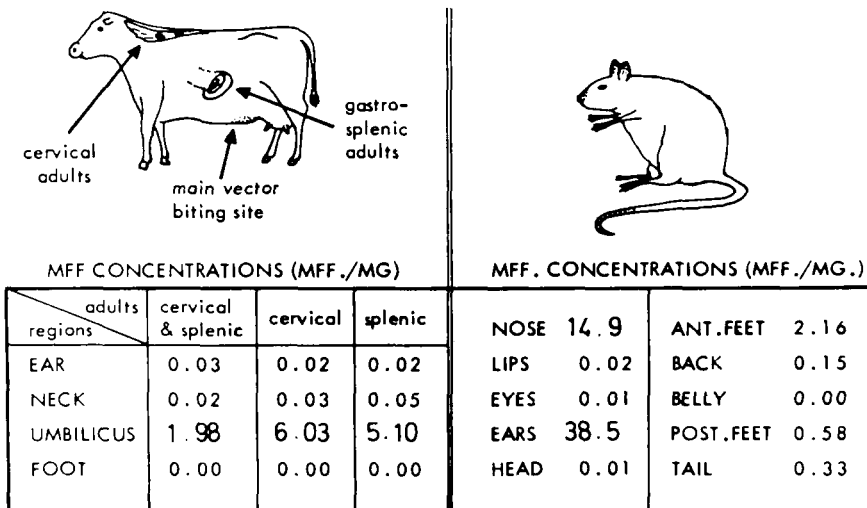 cervical
adults
main vector
biting site
gastro-
splenic
adults
MFF CONCENTRATIONS (MFF./MG)
adults
regions
cervical
& splenic
cervical
splenic
EAR 0.03 0.02 0.02
NECK 0.02 0.03 0.05
UMBILICUS 1.98 6.03 5.10
FOOT 0.00 0.00 0.00
MFF. CONCENTRATIONS (MFF./MG.)
NOSE 14.9 ANT.FEET 2.16
LIPS 0.02 BACK 0.15
EYES 0.01 BELLY 0.00
EARS 38.5 POST.FEET 0.58
HEAD 0.01 TAIL 0.33